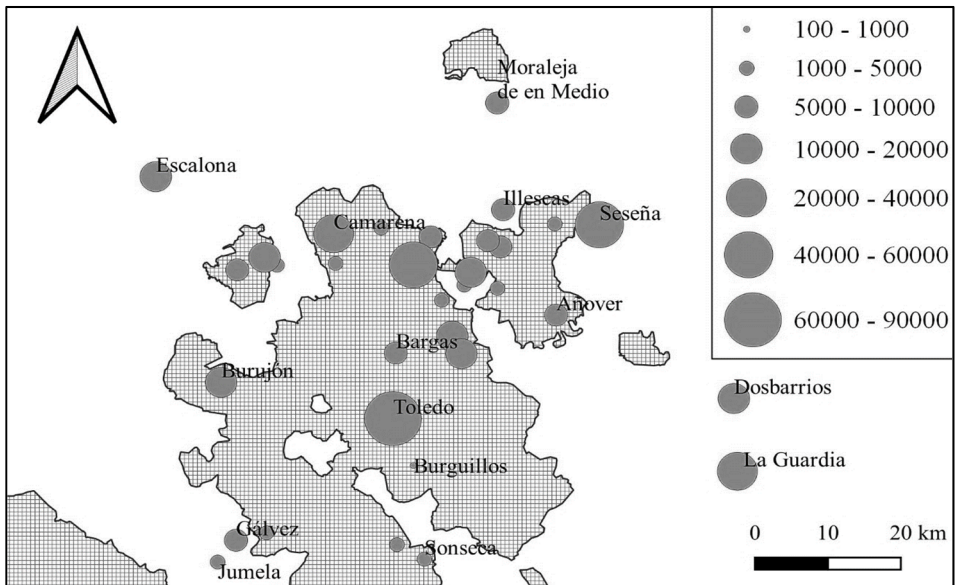 100 - 1000
1000 - 5000
5000 - 10000
10000 - 20000
20000 - 40000
40000 - 60000
60000 - 90000
Moraleja
de en Medio
Escalona
Illescas
Seseña
Camarena
Añover
Bargas
Burujón
Dosbarrios
Toledo
La Guardia
Burguillos
Gálvez
Sonseca
Jumela
0 10 20 km